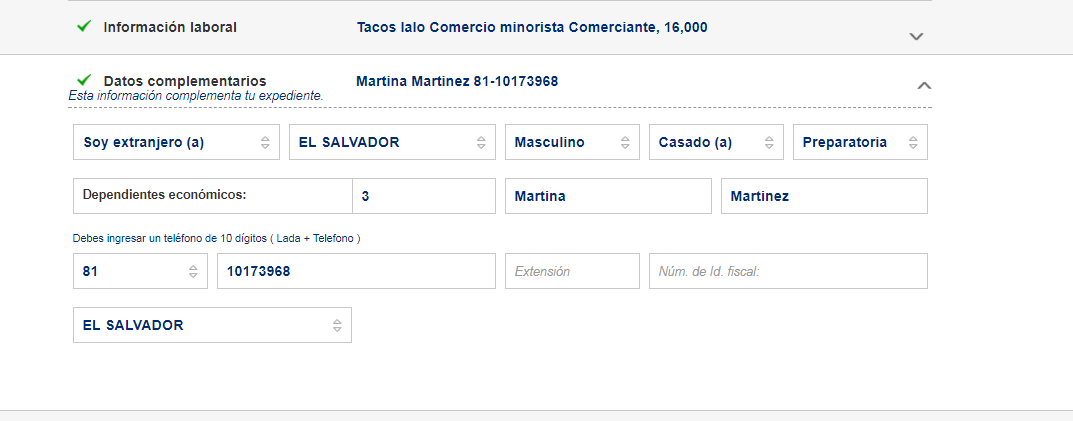 Información laboral Tacos lalo Comercio minorista Comerciante, 16,000
Datos complementarios Martina Martinez 81-10173968
Esta información complementa tu expediente.
Soy extranjero (a) EL SALVADOR Masculino Casado (a) Preparatoria
Dependientes económicos: 3 Martina Martinez
Debes ingresar un teléfono de 10 dígitos ( Lada + Telefono )
81 10173968 Extensión Núm. de Id. fiscal:
EL SALVADOR